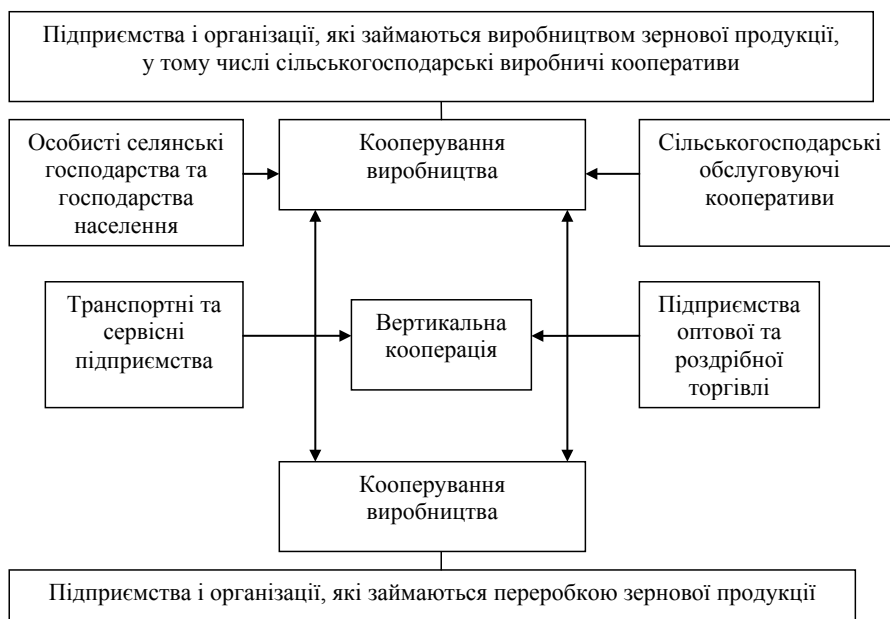 Підприємства і організації, які займаються виробництвом зернової продукції,
у тому числі сільськогосподарські виробничі кооперативи
Особисті селянські
господарства та
господарства
населення
Кооперування
виробництва
Сільськогосподарські
обслуговуючі
кооперативи
Транспортні та
сервісні
підприємства
Вертикальна
кооперація
Підприємства
оптової та
роздрібної
торгівлі
Кооперування
виробництва
Підприємства і організації, які займаються переробкою зернової продукції